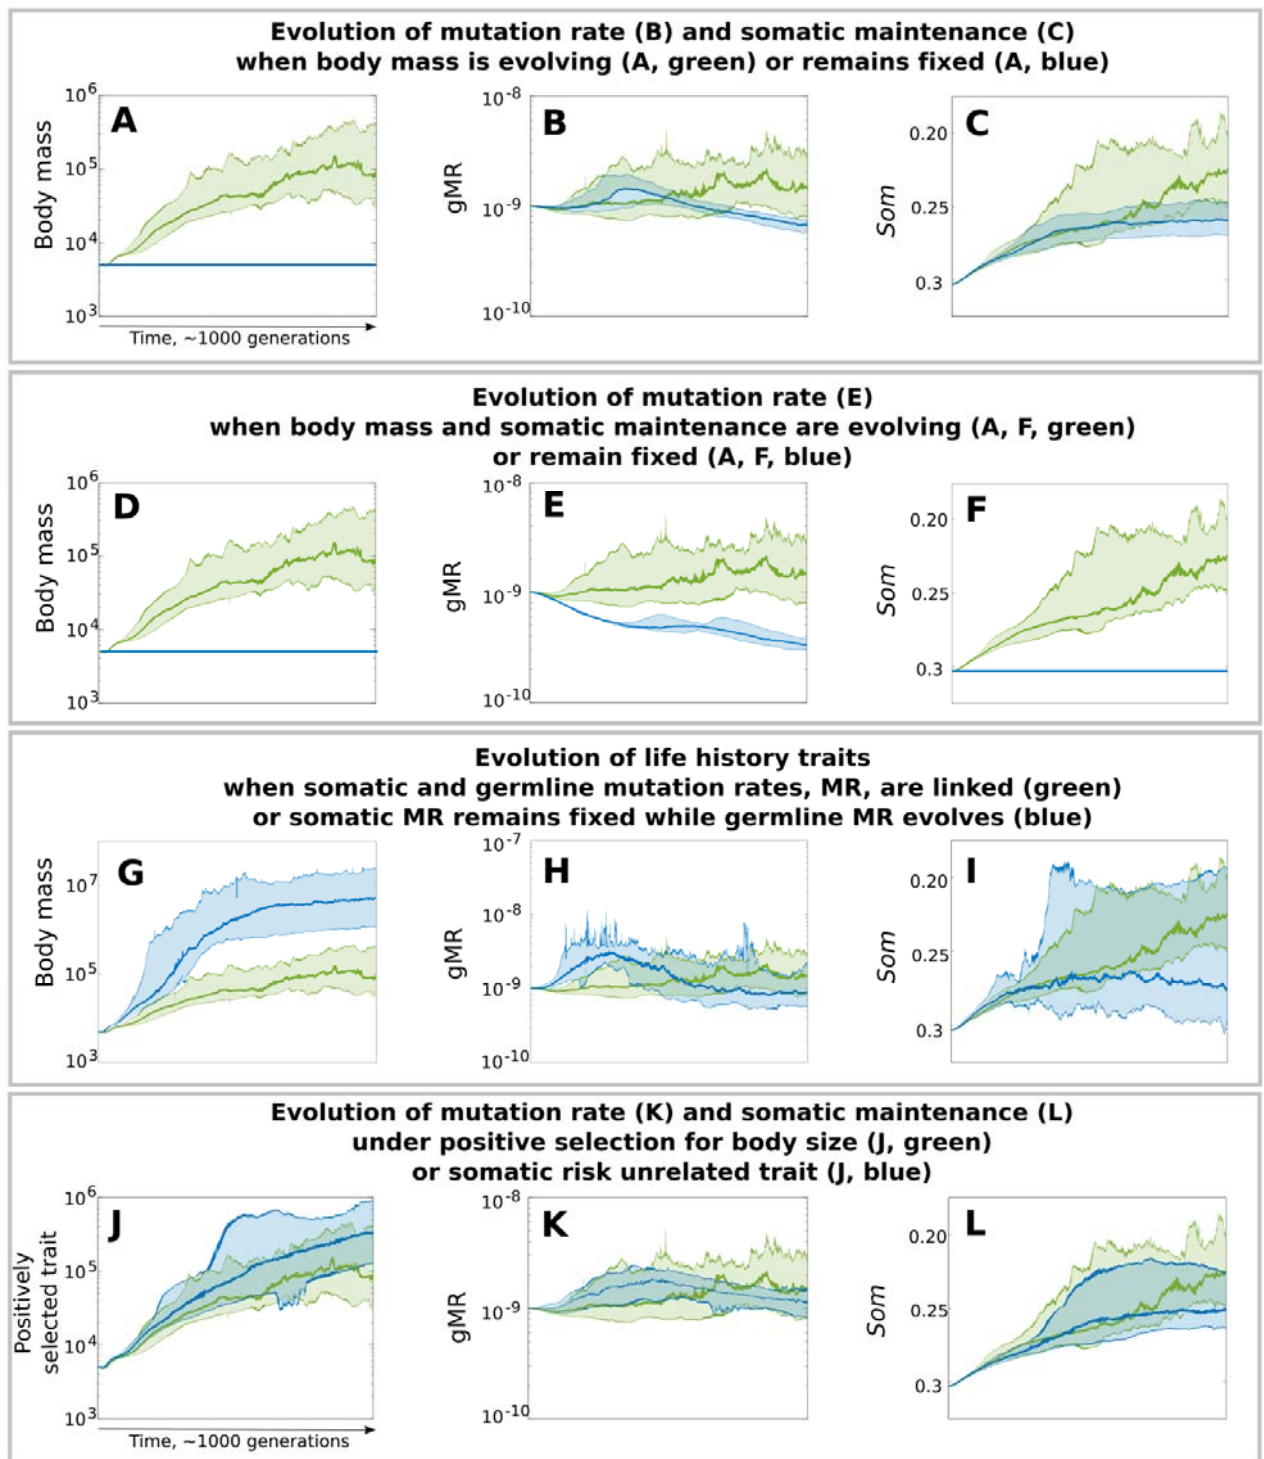 Evolution of mutation rate (B) and somatic maintenance (C)
when body mass is evolving (A, green) or remains fixed (A, blue)
A
B
C
Body mass
10^6
10^5
10^4
10^3
Time, ~1000 generations
gMR
10^-8
10^-9
10^-10
Som
0.20
0.25
0.3
Evolution of mutation rate (E)
when body mass and somatic maintenance are evolving (A, F, green)
or remain fixed (A, F, blue)
D
E
F
Body mass
10^6
10^5
10^4
10^3
gMR
10^-8
10^-9
10^-10
Som
0.20
0.25
0.3
Evolution of life history traits
when somatic and germline mutation rates, MR, are linked (green)
or somatic MR remains fixed while germline MR evolves (blue)
G
H
I
Body mass
10^7
10^5
10^3
gMR
10^-7
10^-8
10^-9
10^-10
Som
0.20
0.25
0.3
Evolution of mutation rate (K) and somatic maintenance (L)
under positive selection for body size (J, green)
or somatic risk unrelated trait (J, blue)
J
K
L
Positively
selected trait
10^6
10^5
10^4
10^3
Time, ~1000 generations
gMR
10^-8
10^-9
10^-10
Som
0.20
0.25
0.3